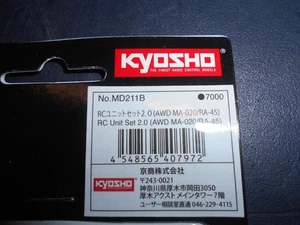 KYOSHO
THE FINEST RADIO CONTROL MODELS
No.MD211B ●7000
RCユニットセット2.0 (AWD MA-020/RA-45)
RC Unit Set 2.0 (AWD MA-020/RA-45)
4 548565 407972
KYOSHO
京商株式会社
〒243-0021
神奈川県厚木市岡田3050
厚木アクスト メインタワー7階
ユーザー相談室直通 046-229-4115